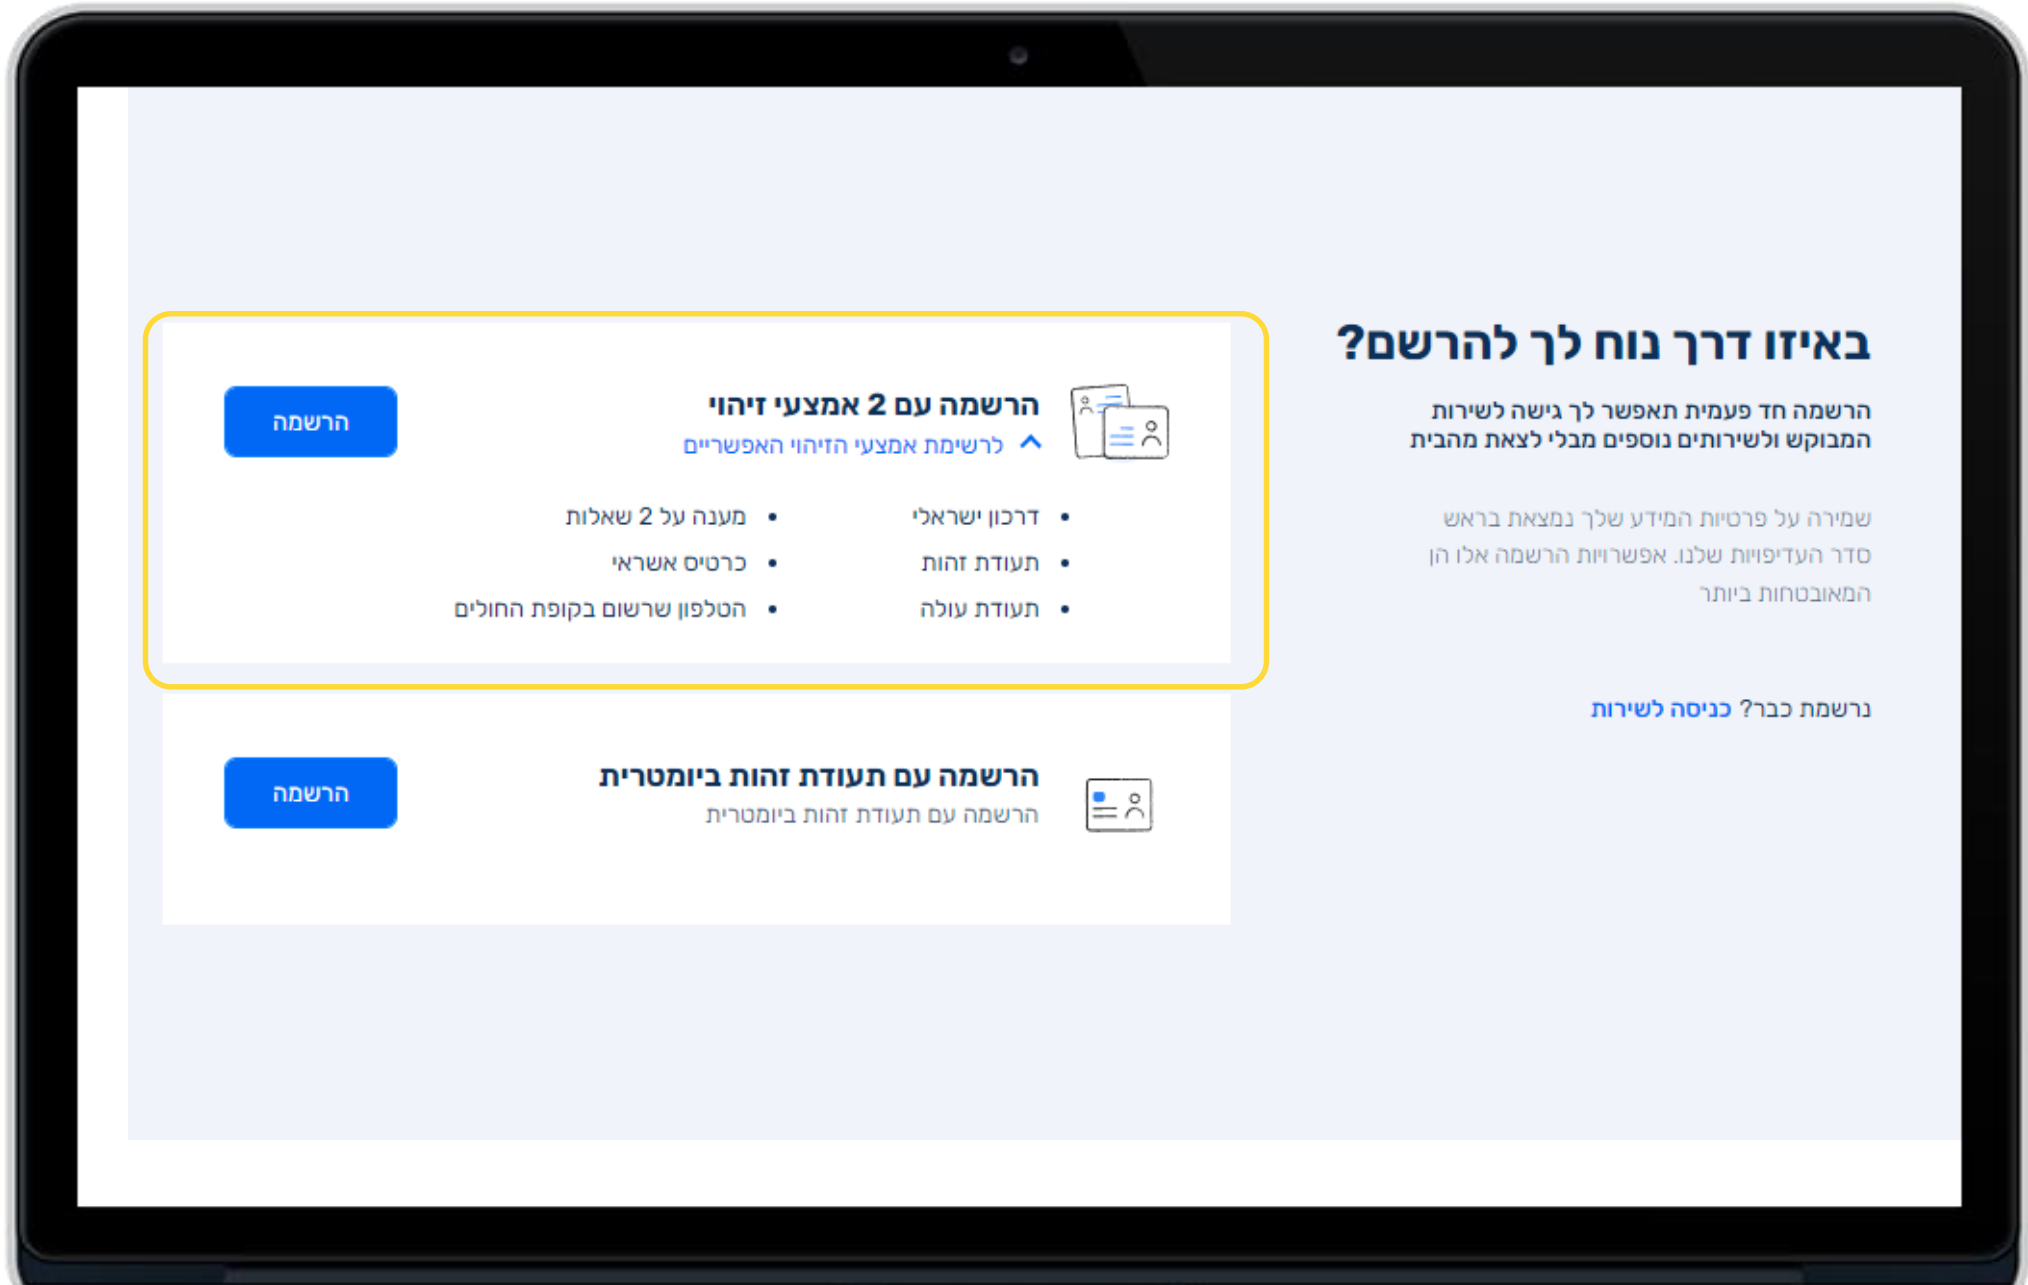 באיזו דרך נוח לך להרשם?
הרשמה חד פעמית תאפשר לך גישה לשירות
המבוקש ולשירותים נוספים מבלי לצאת מהבית
שמירה על פרטיות המידע שלך נמצאת בראש
סדר העדיפויות שלנו. אפשרויות הרשמה אלו הן
המאובטחות ביותר
נרשמת כבר? כניסה לשירות
הרשמה עם 2 אמצעי זיהוי
לרשימת אמצעי הזיהוי האפשריים
הרשמה
• דרכון ישראלי
• תעודת זהות
• תעודת עולה
• מענה על 2 שאלות
• כרטיס אשראי
• הטלפון שרשום בקופת החולים
הרשמה עם תעודת זהות ביומטרית
הרשמה עם תעודת זהות ביומטרית
הרשמה